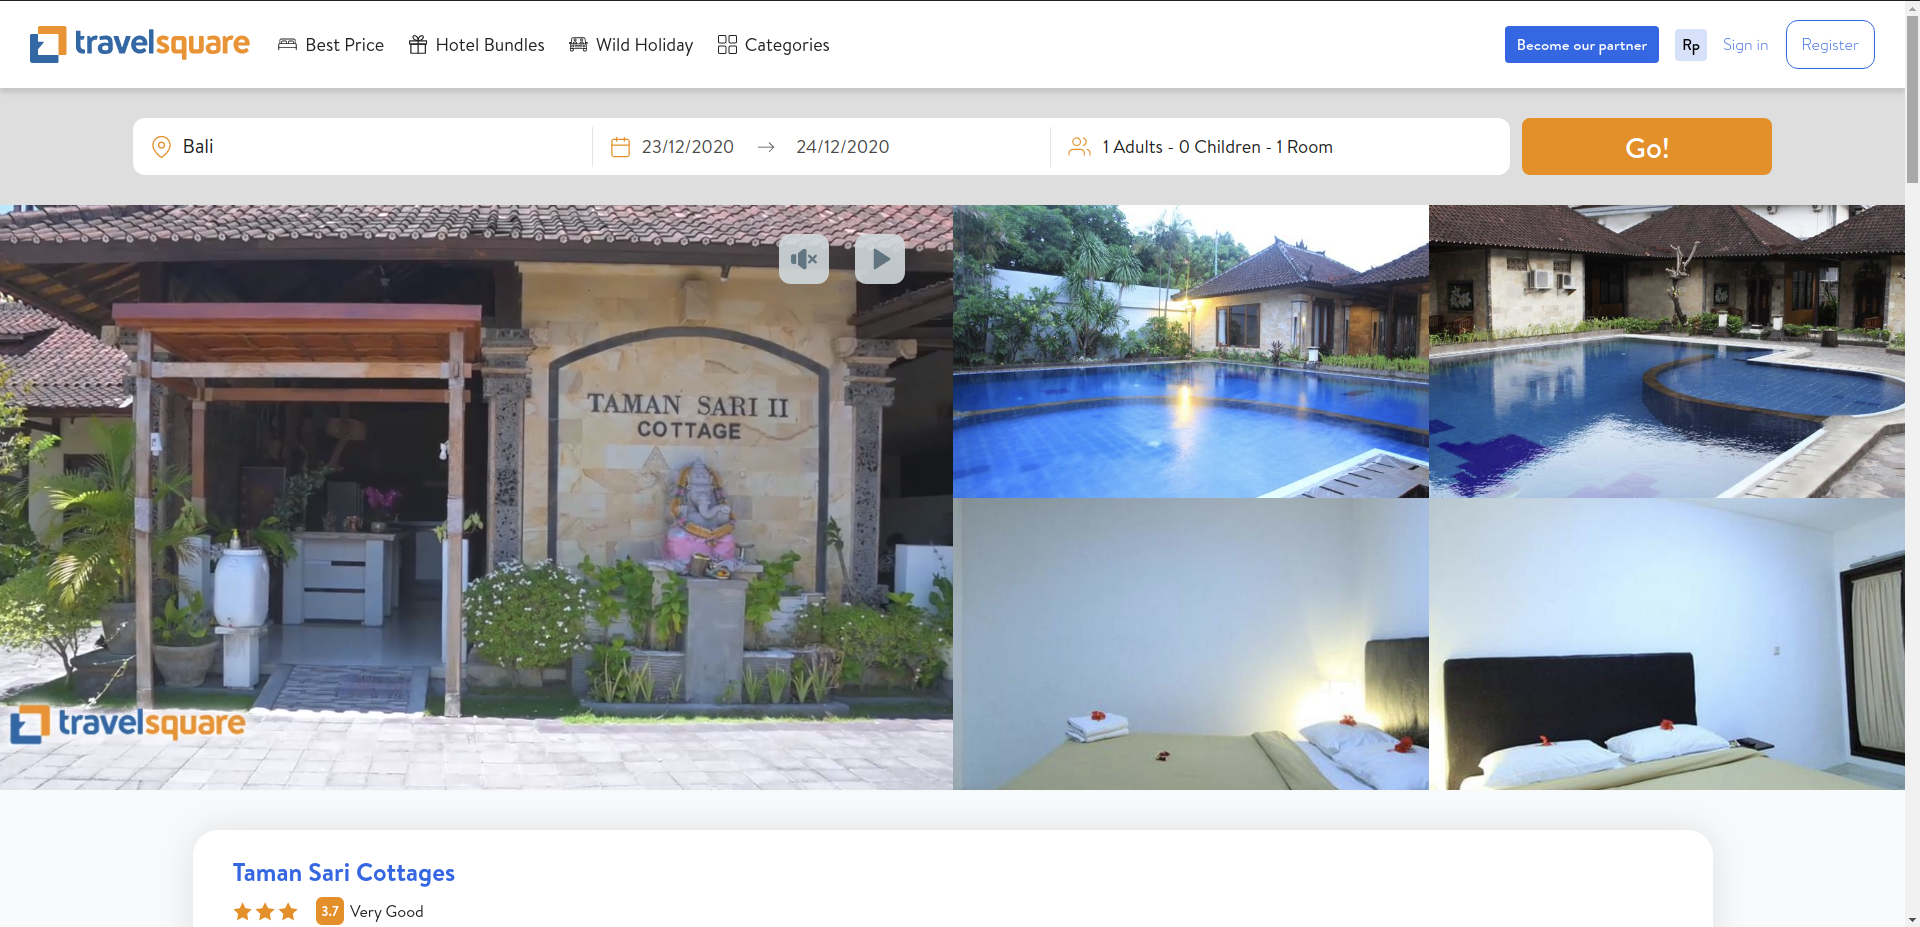 travelsquare
Best Price
Hotel Bundles
Wild Holiday
Categories
Become our partner
Rp
Sign in
Register
Bali
23/12/2020
24/12/2020
1 Adults - 0 Children - 1 Room
Go!
TAMAN SARI II
COTTAGE
travelsquare
Taman Sari Cottages
3.7 Very Good